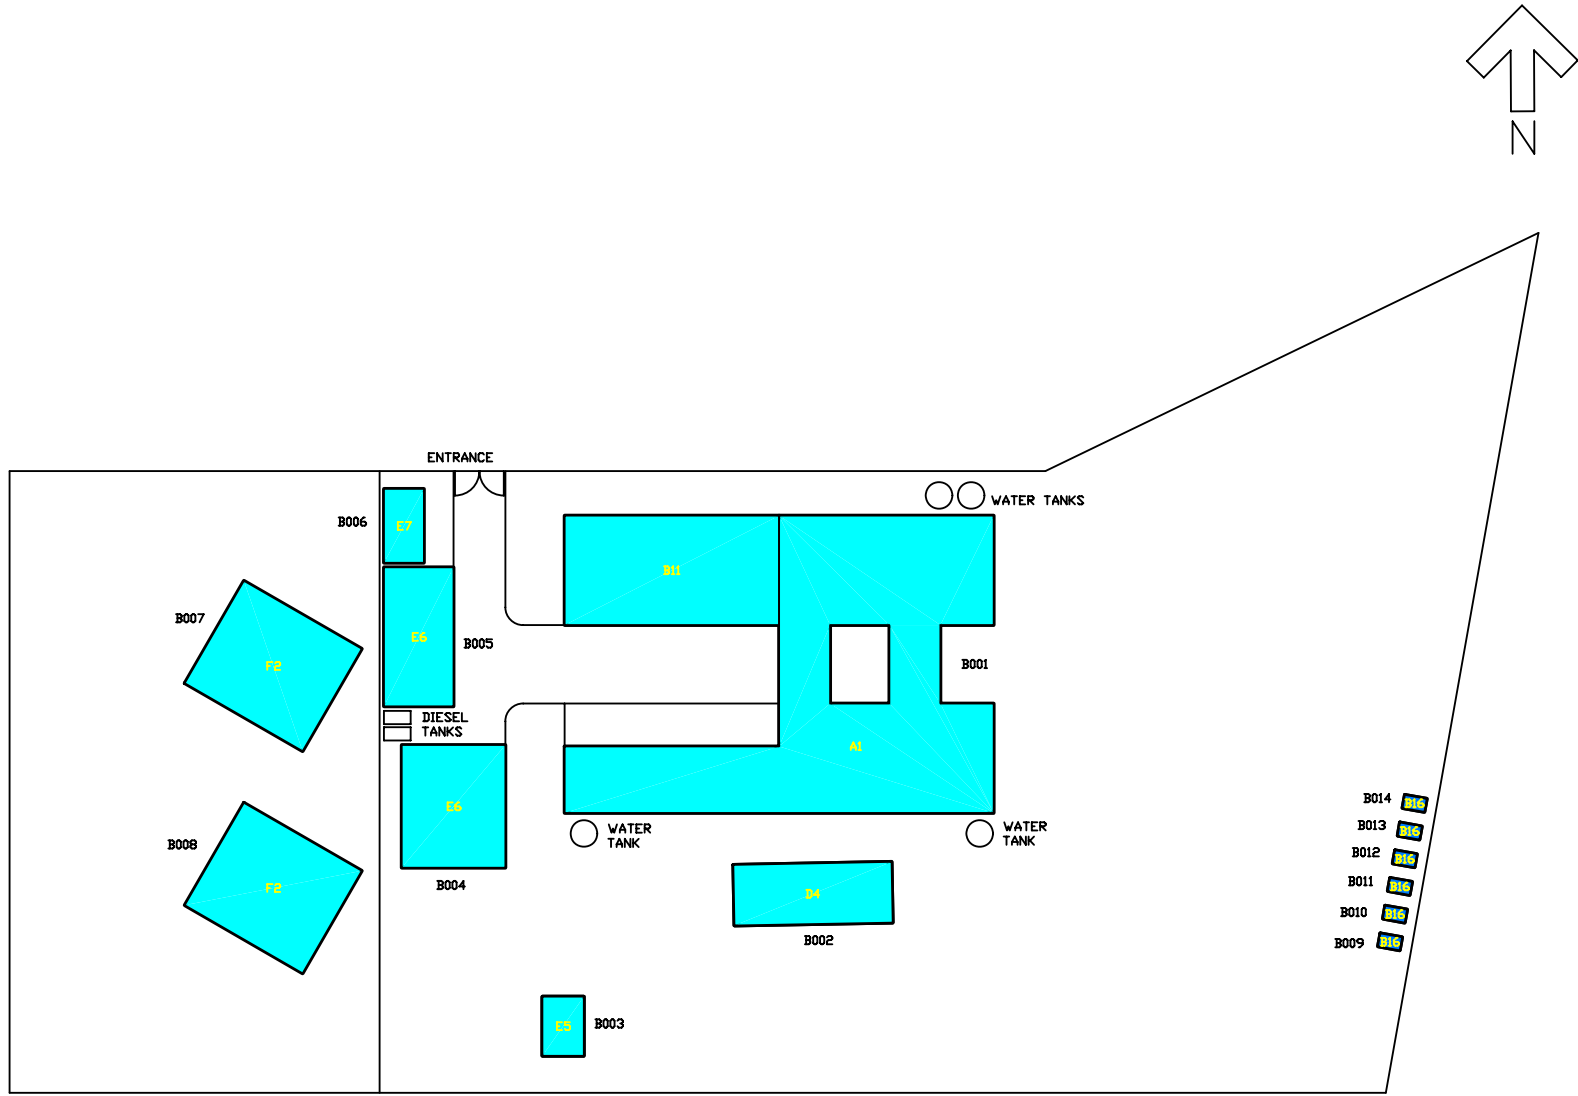 N
ENTRANCE
WATER TANKS
B006
E7
B11
B007
E6
B005
B001
F2
DIESEL
TANKS
A1
E6
B014
B16
B013
B16
WATER
TANK
WATER
TANK
B008
B012
B16
F2
B004
D4
B011
B16
B010
B16
B002
B009
B16
E5
B003